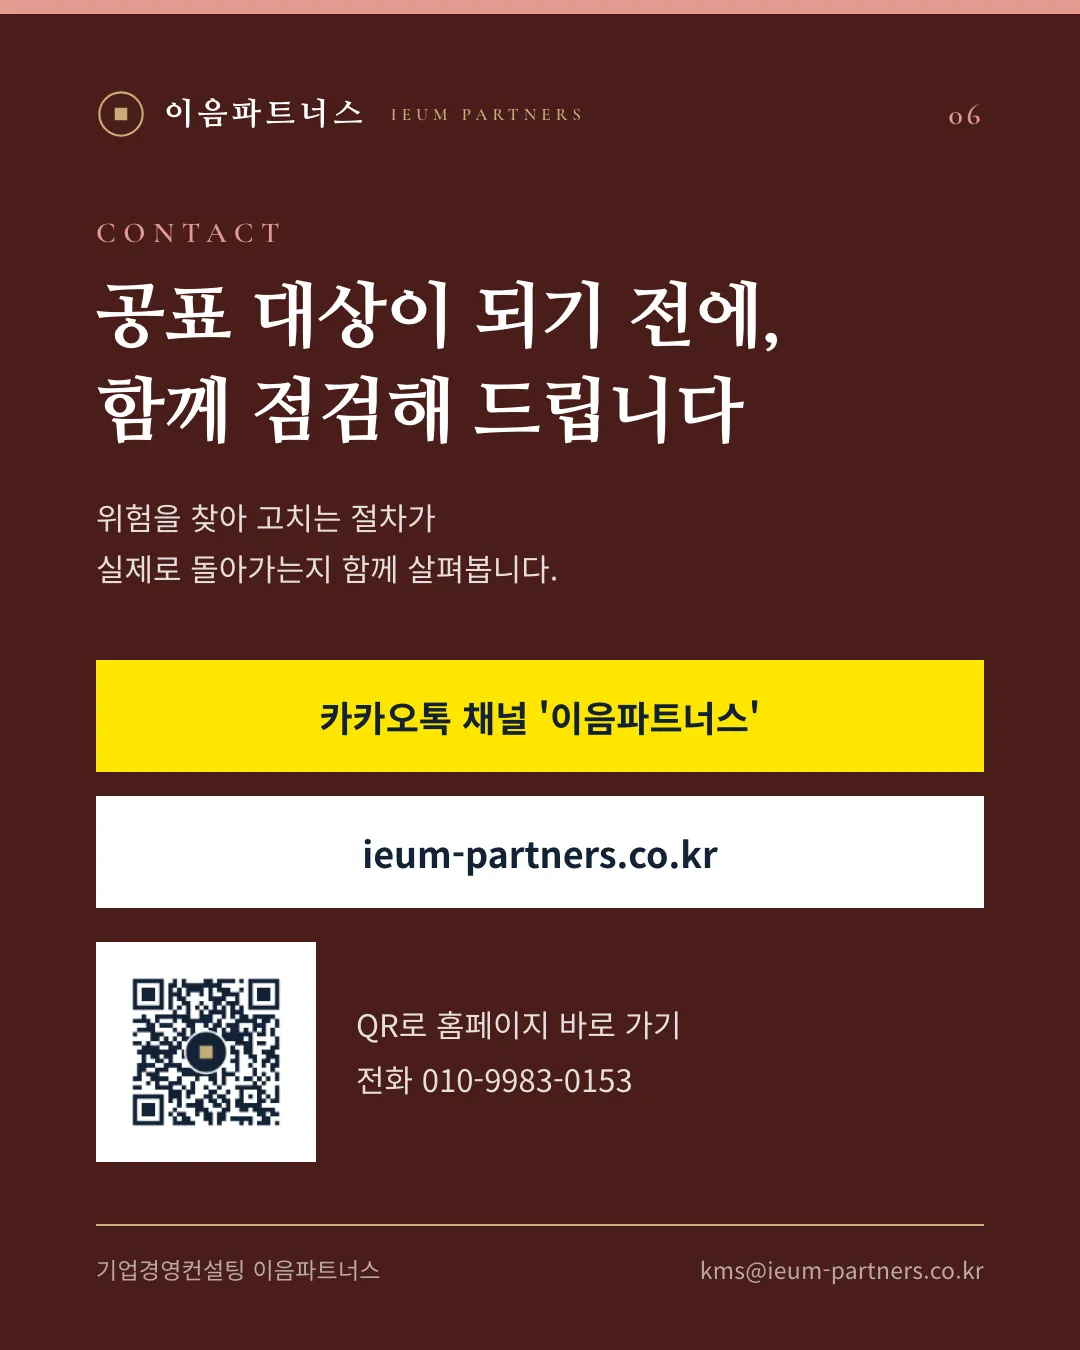 이음파트너스 IEUM PARTNERS 06
CONTACT
공표 대상이 되기 전에,
함께 점검해 드립니다
위험을 찾아 고치는 절차가
실제로 돌아가는지 함께 살펴봅니다.
카카오톡 채널 '이음파트너스'
ieum-partners.co.kr
QR로 홈페이지 바로 가기
전화 010-9983-0153
기업경영컨설팅 이음파트너스 kms@ieum-partners.co.kr